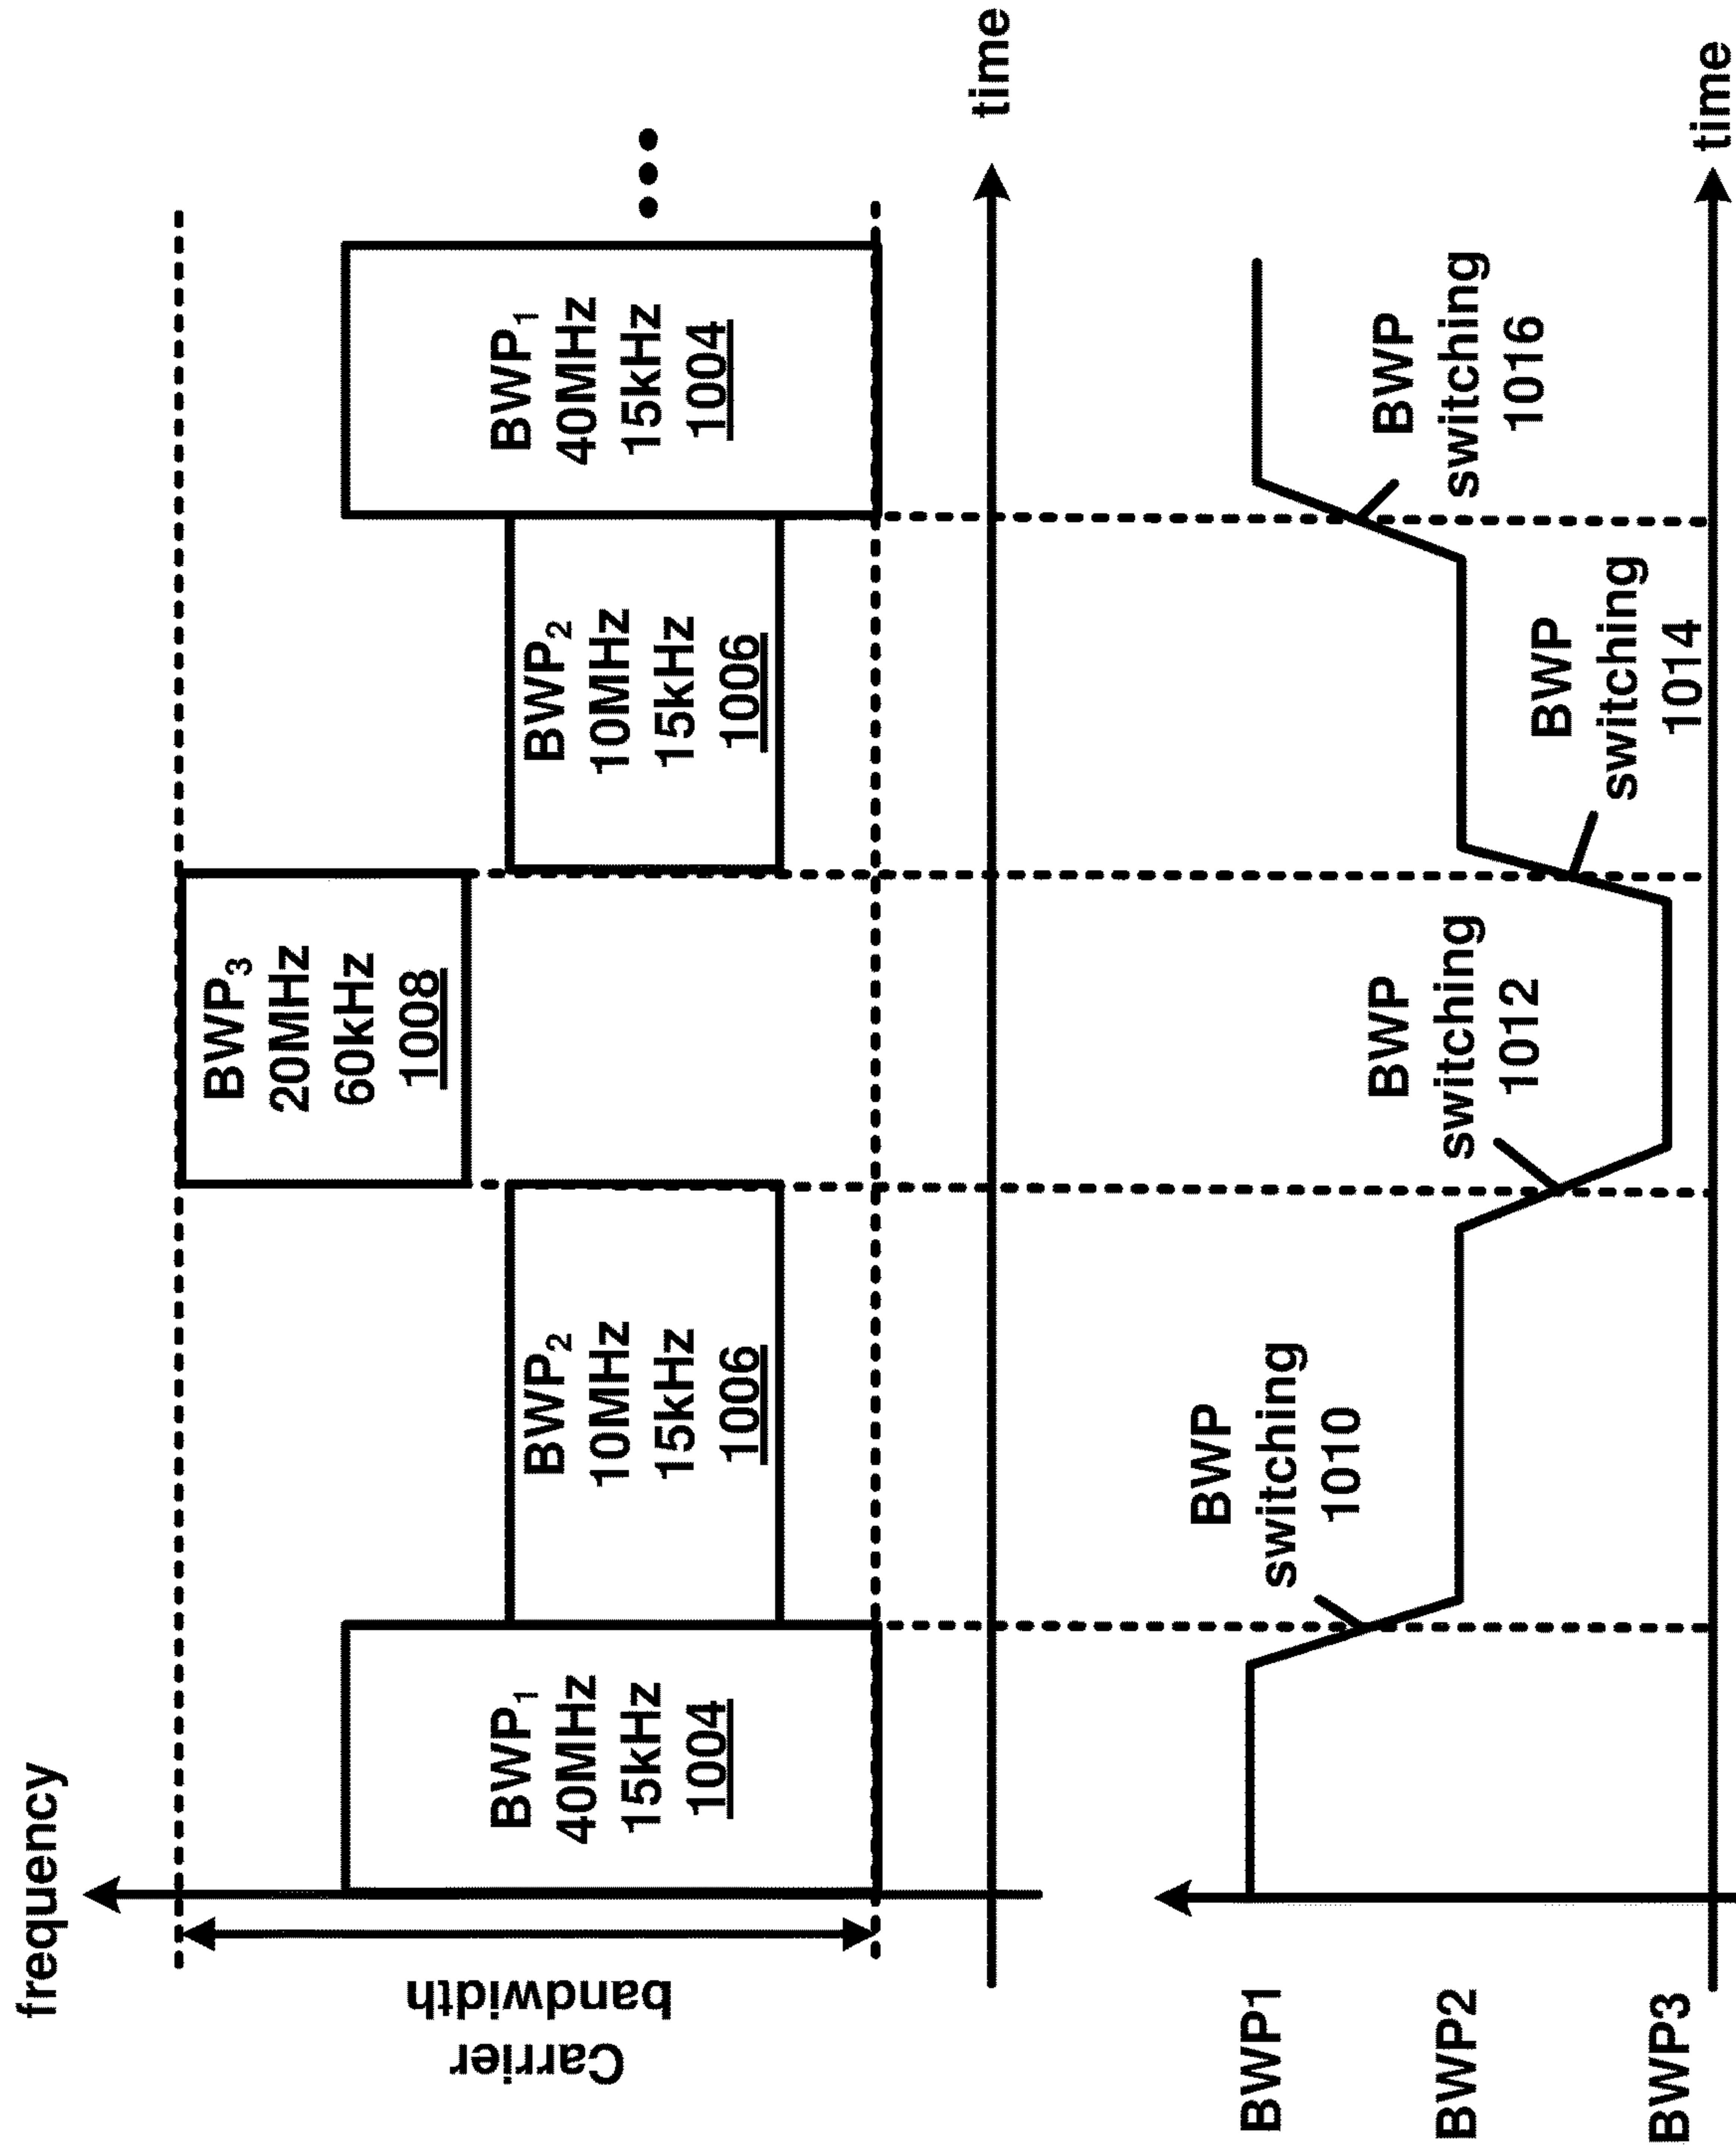 frequency
Carrier
bandwidth
BWP1
40MHz
15kHz
1004
BWP2
10MHz
15kHz
1006
BWP3
20MHz
60kHz
1008
BWP2
10MHz
15kHz
1006
BWP1
40MHz
15kHz
1004
time
BWP1
BWP2
BWP3
BWP
switching
1010
BWP
switching
1012
BWP
switching
1014
BWP
switching
1016
time